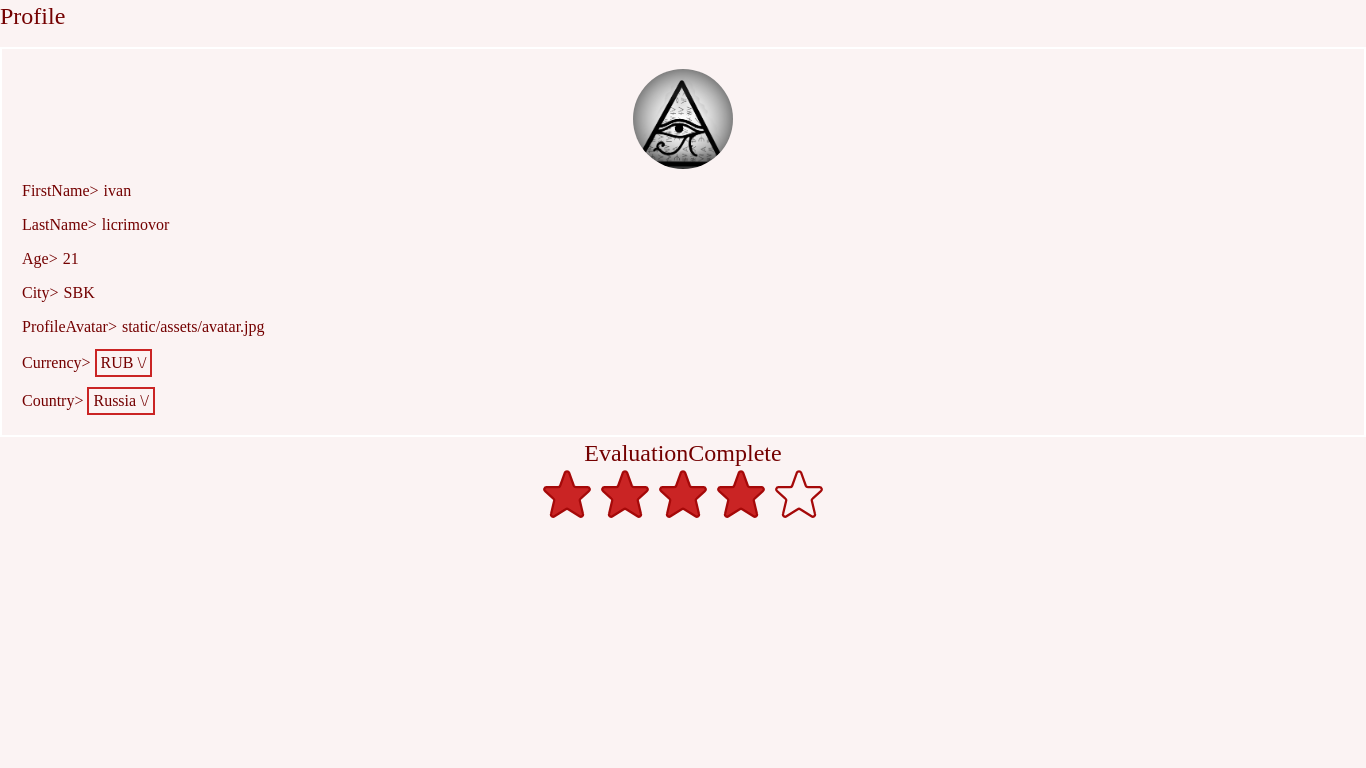 Profile
FirstName> ivan
LastName> licrimovor
Age> 21
City> SBK
ProfileAvatar> static/assets/avatar.jpg
Currency> RUB \/
Country> Russia \/
EvaluationComplete